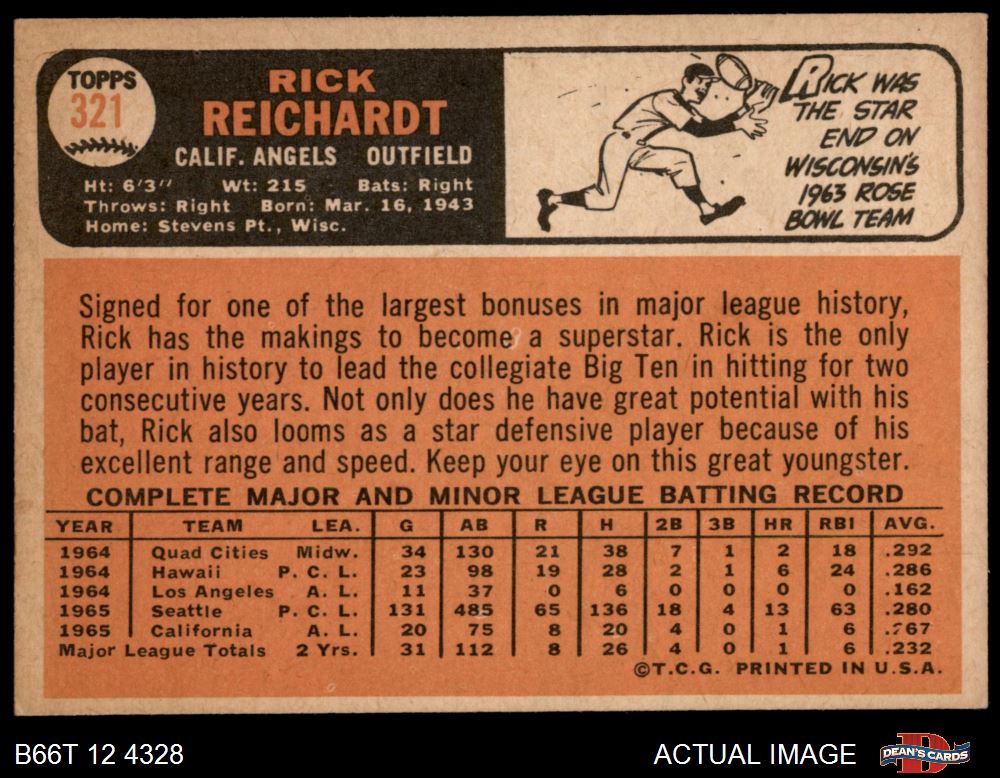 TOPPS
321
RICK
REICHARDT
CALIF. ANGELS OUTFIELD
Ht: 6'3" Wt: 215 Bats: Right
Throws: Right Born: Mar. 16, 1943
Home: Stevens Pt., Wisc.
RICK WAS
THE STAR
END ON
WISCONSIN'S
1963 ROSE
BOWL TEAM
Signed for one of the largest bonuses in major league history,
Rick has the makings to become a superstar. Rick is the only
player in history to lead the collegiate Big Ten in hitting for two
consecutive years. Not only does he have great potential with his
bat, Rick also looms as a star defensive player because of his
excellent range and speed. Keep your eye on this great youngster.
COMPLETE MAJOR AND MINOR LEAGUE BATTING RECORD
YEAR TEAM LEA. G AB R H 2B 3B HR RBI AVG.
1964 Quad Cities Midw. 34 130 21 38 7 1 2 18 .292
1964 Hawaii P. C. L. 23 98 19 28 2 1 6 24 .286
1964 Los Angeles A. L. 11 37 0 6 0 0 0 0 .162
1965 Seattle P. C. L. 131 485 65 136 18 4 13 63 .280
1965 California A. L. 20 75 8 20 4 0 1 6 .267
Major League Totals 2 Yrs. 31 112 8 26 4 0 1 6 .232
©T.C.G. PRINTED IN U.S.A.
B66T 12 4328 ACTUAL IMAGE DEAN'S CARDS